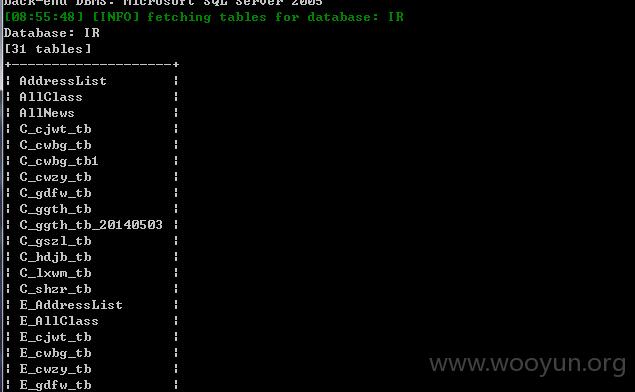 back-end DBMS: Microsoft SQL Server 2005
[08:55:48] [INFO] fetching tables for database: IR
Database: IR
[31 tables]
+--------------------+
¦ AddressList ¦
¦ AllClass ¦
¦ AllNews ¦
¦ C_cjwt_tb ¦
¦ C_cwbg_tb ¦
¦ C_cwbg_tb1 ¦
¦ C_cwzy_tb ¦
¦ C_gdfw_tb ¦
¦ C_ggth_tb ¦
¦ C_ggth_tb_20140503 ¦
¦ C_gszl_tb ¦
¦ C_hdjb_tb ¦
¦ C_lxwm_tb ¦
¦ C_shzr_tb ¦
¦ E_AddressList ¦
¦ E_AllClass ¦
¦ E_cjwt_tb ¦
¦ E_cwbg_tb ¦
¦ E_cwzy_tb ¦
¦ E_gdfw_tb ¦
www.wooyun.org